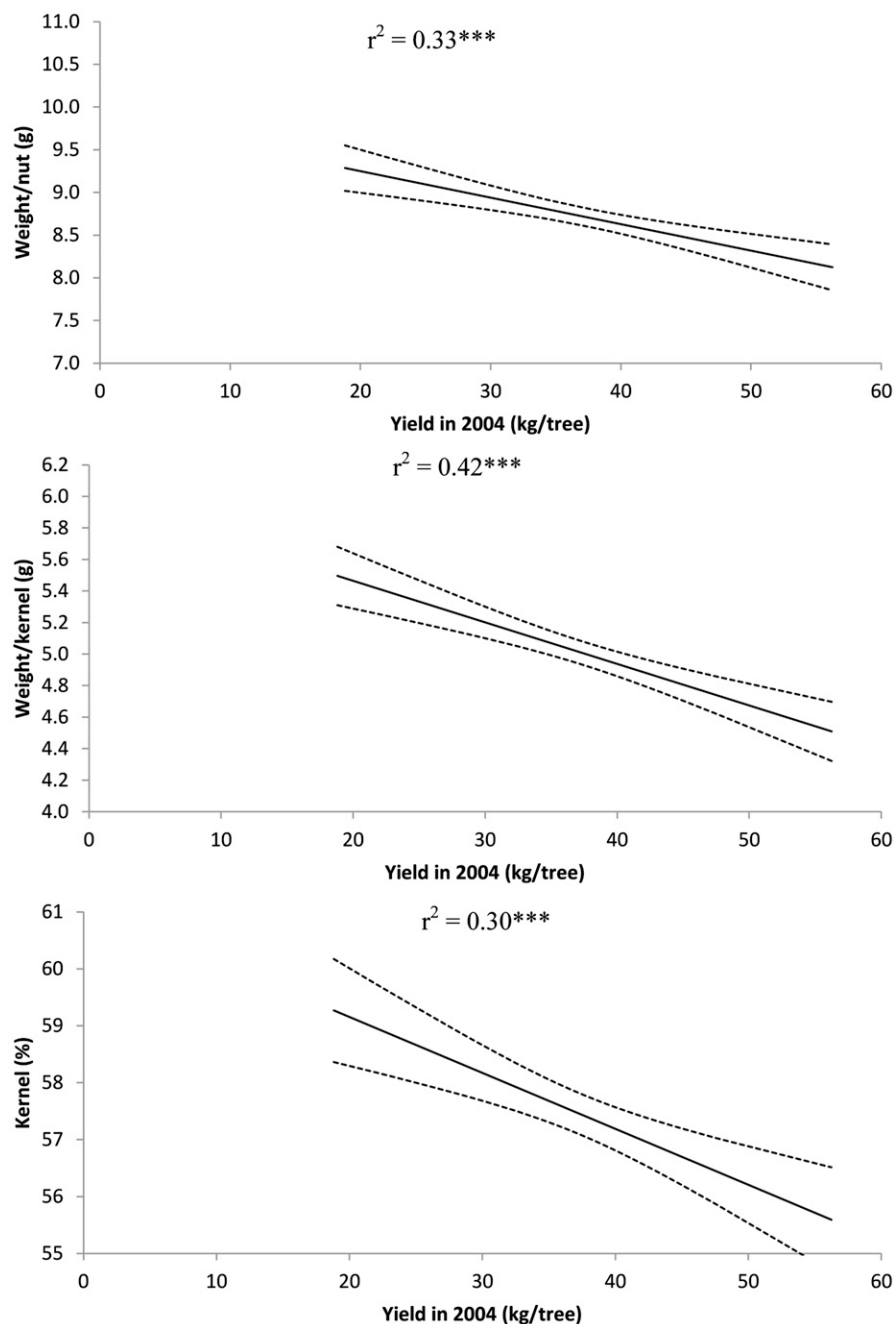 r² = 0.33***
11.0
10.5
10.0
9.5
9.0
8.5
8.0
7.5
7.0
Weight/nut (g)
0 10 20 30 40 50 60
Yield in 2004 (kg/tree)
r² = 0.42***
6.2
6.0
5.8
5.6
5.4
5.2
5.0
4.8
4.6
4.4
4.2
4.0
Weight/kernel (g)
0 10 20 30 40 50 60
Yield in 2004 (kg/tree)
r² = 0.30***
61
60
59
58
57
56
55
Kernel (%)
0 10 20 30 40 50 60
Yield in 2004 (kg/tree)